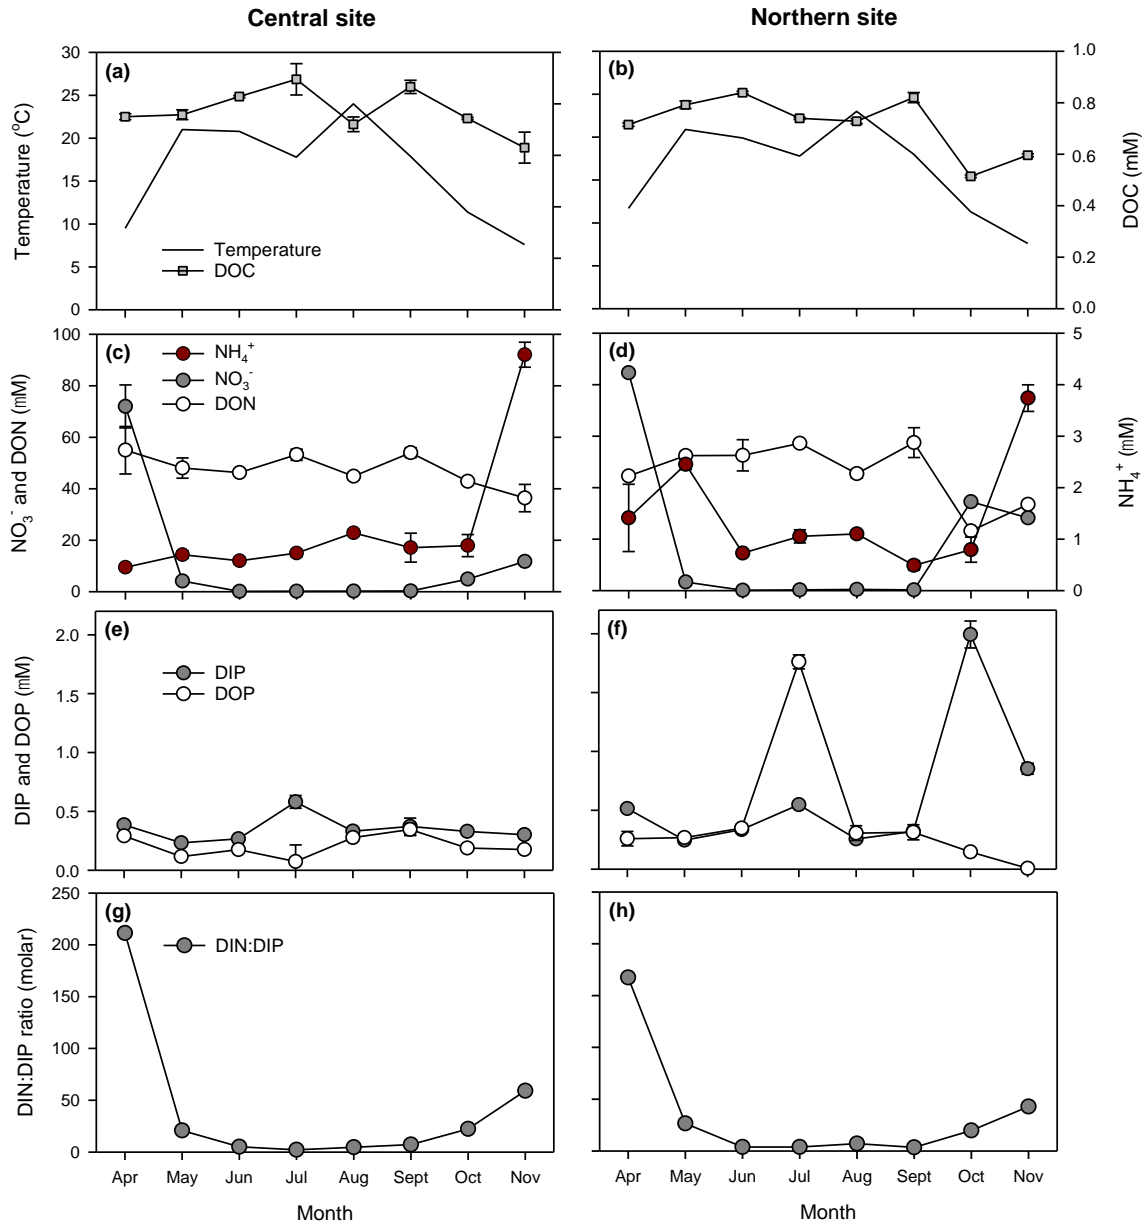 Central site
Northern site
(a)
(b)
30
25
20
15
10
5
0
Temperature (°C)
Temperature
DOC
1.0
0.8
0.6
0.4
0.2
0.0
DOC (mM)
(c)
(d)
100
80
60
40
20
0
NO₃⁻ and DON (mM)
NH₄⁺
NO₃⁻
DON
5
4
3
2
1
0
NH₄⁺ (mM)
(e)
(f)
2.0
1.5
1.0
0.5
0.0
DIP and DOP (mM)
DIP
DOP
(g)
(h)
250
200
150
100
50
0
DIN:DIP ratio (molar)
DIN:DIP
Apr May Jun Jul Aug Sept Oct Nov
Month
Apr May Jun Jul Aug Sept Oct Nov
Month